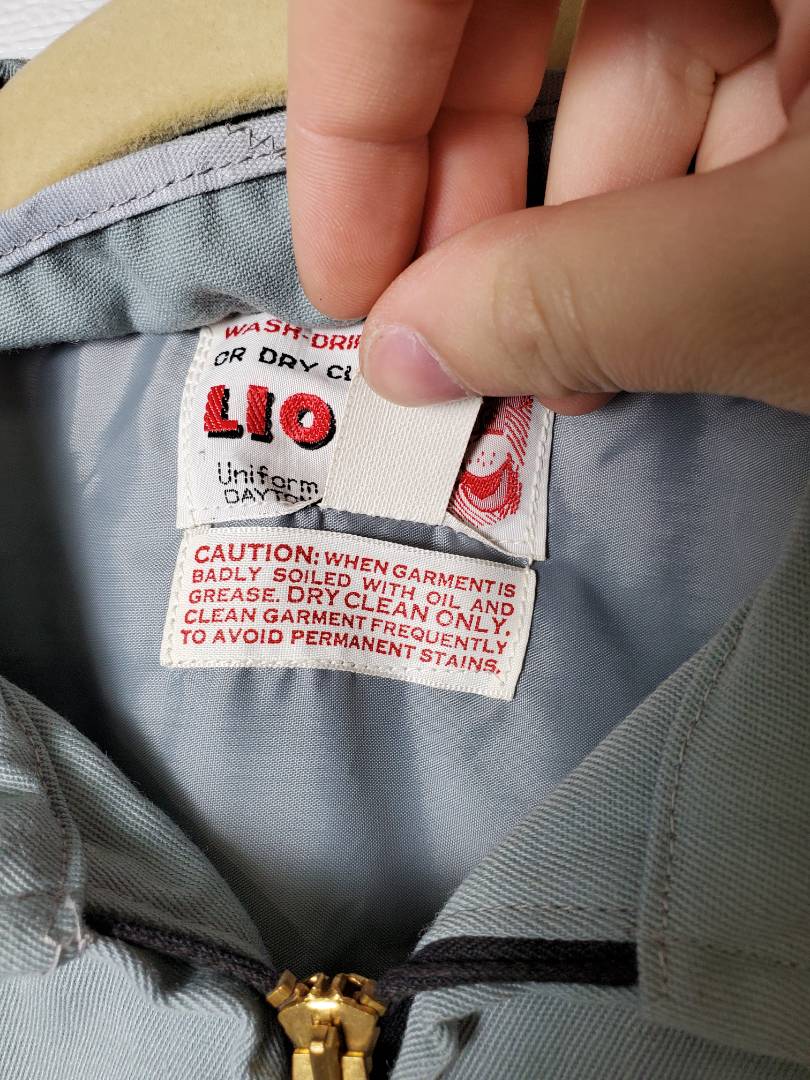 WASH-DRI
OR DRY CL
LIO
Uniform
DAYTON
CAUTION: WHEN GARMENT IS
BADLY SOILED WITH OIL AND
GREASE. DRY CLEAN ONLY.
CLEAN GARMENT FREQUENTLY
TO AVOID PERMANENT STAINS.